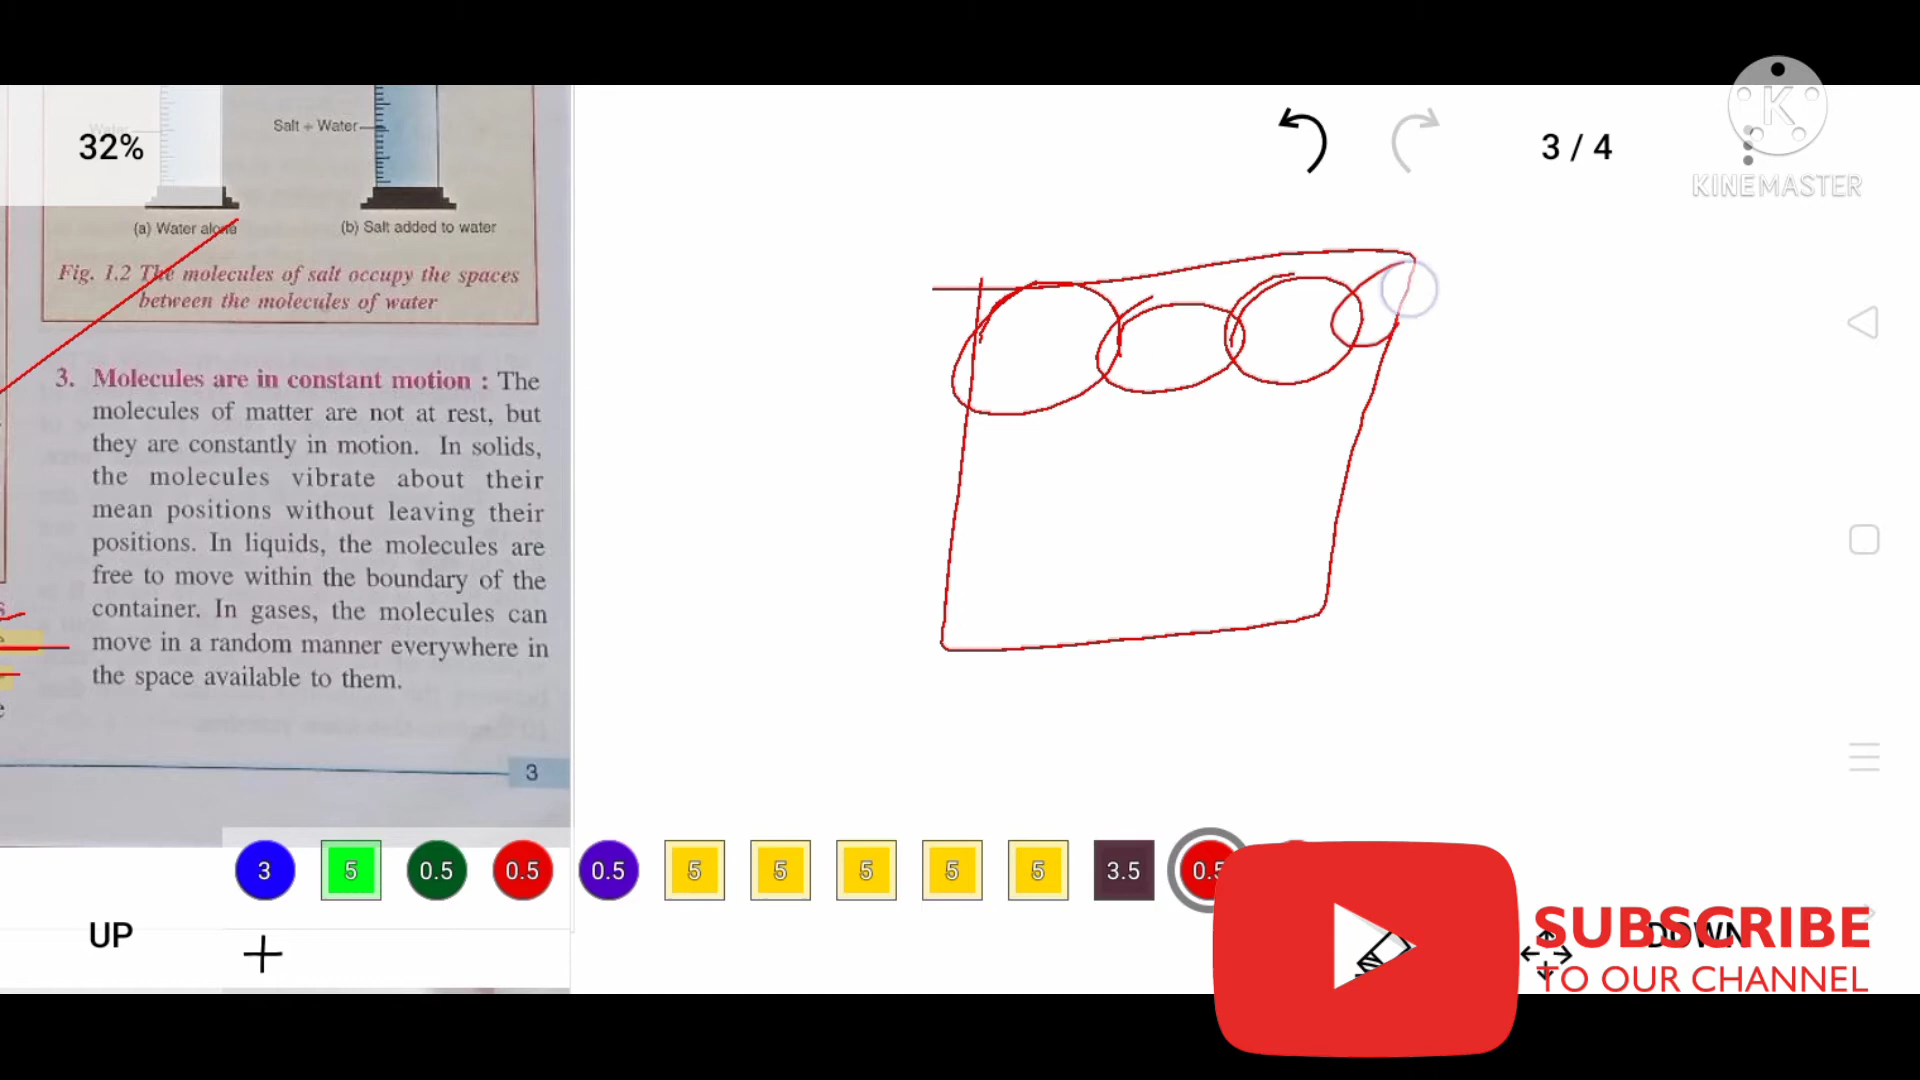 32%
Water
Salt + Water
(a) Water alone
(b) Salt added to water
Fig. 1.2 The molecules of salt occupy the spaces
between the molecules of water
3. Molecules are in constant motion : The
molecules of matter are not at rest, but
they are constantly in motion. In solids,
the molecules vibrate about their
mean positions without leaving their
positions. In liquids, the molecules are
free to move within the boundary of the
container. In gases, the molecules can
move in a random manner everywhere in
the space available to them.
3
3 / 4
KINEMASTER
3
5
0.5
0.5
0.5
5
5
5
5
5
3.5
0.5
UP
DOWN
SUBSCRIBE
TO OUR CHANNEL